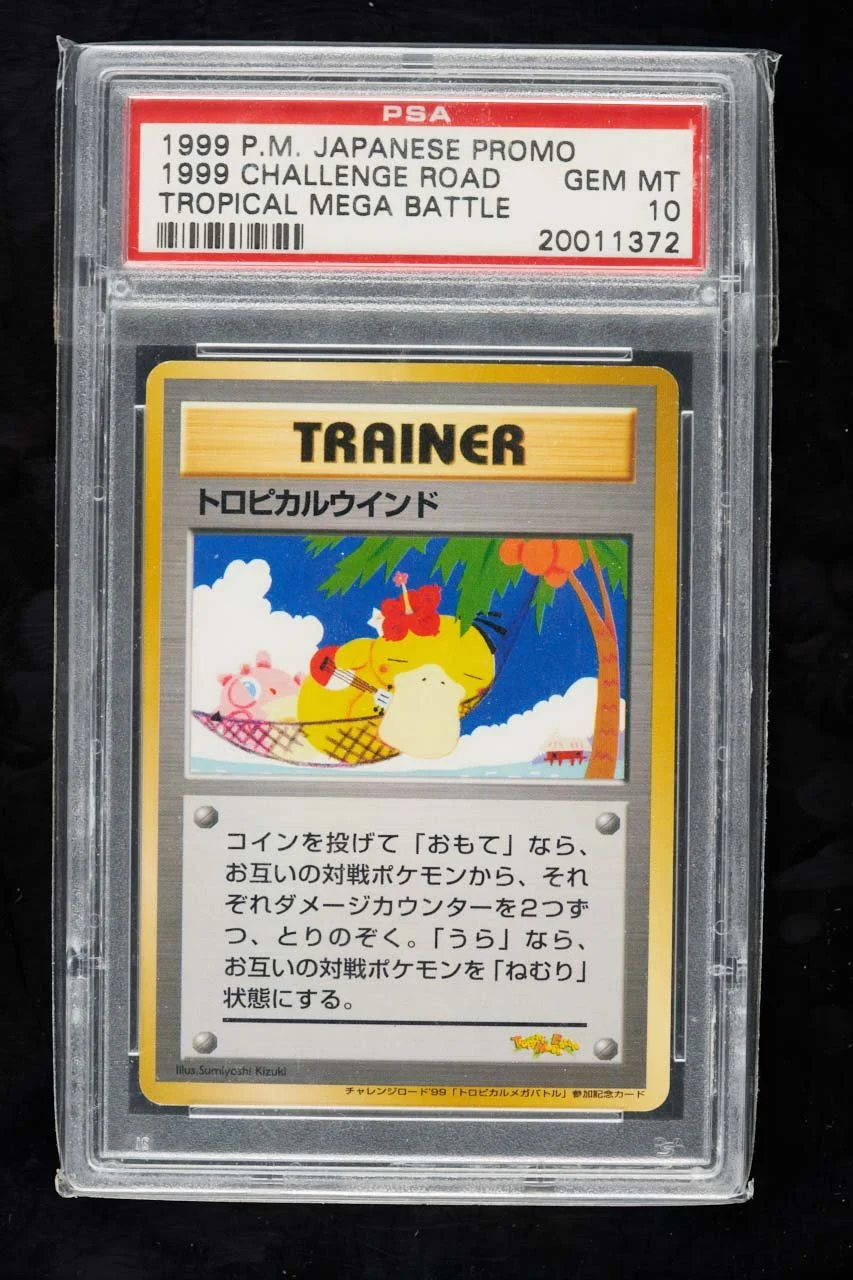 PSA
1999 P.M. JAPANESE PROMO
1999 CHALLENGE ROAD GEM MT
TROPICAL MEGA BATTLE 10
20011372
TRAINER
トロピカルウインド
コインを投げて「おもて」なら、
お互いの対戦ポケモンから、それ
ぞれダメージカウンターを2つず
つ、とりのぞく。「うら」なら、
お互いの対戦ポケモンを「ねむり」
状態にする。
Illus.Sumiyoshi Kizuki
チャレンジロード'99「トロピカルメガバトル」参加記念カード
PSA